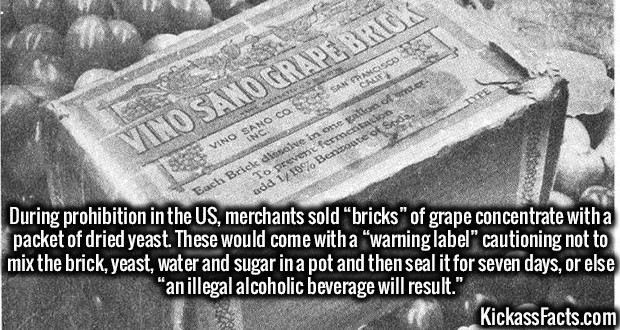 VINO SANO GRAPE BRICK
VINO SANO CO. INC.
SAN FRANCISCO CALIF.
Each Brick dissolve in one gallon of water
To prevent fermentation
add 1/10% Benzoate of Soda.
TYPE
During prohibition in the US, merchants sold “bricks” of grape concentrate with a
packet of dried yeast. These would come with a “warning label” cautioning not to
mix the brick, yeast, water and sugar in a pot and then seal it for seven days, or else
“an illegal alcoholic beverage will result.”
KickassFacts.com